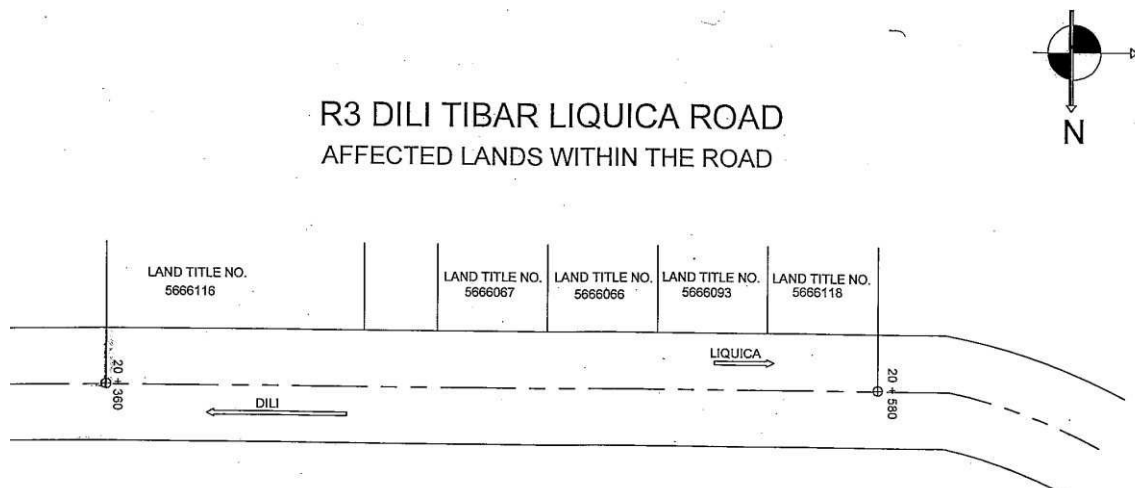 N
R3 DILI TIBAR LIQUICA ROAD
AFFECTED LANDS WITHIN THE ROAD
LAND TITLE NO.
5666116
LAND TITLE NO.
5666067
LAND TITLE NO.
5666066
LAND TITLE NO.
5666093
LAND TITLE NO.
5666118
LIQUICA
20 + 360
DILI
20 + 580